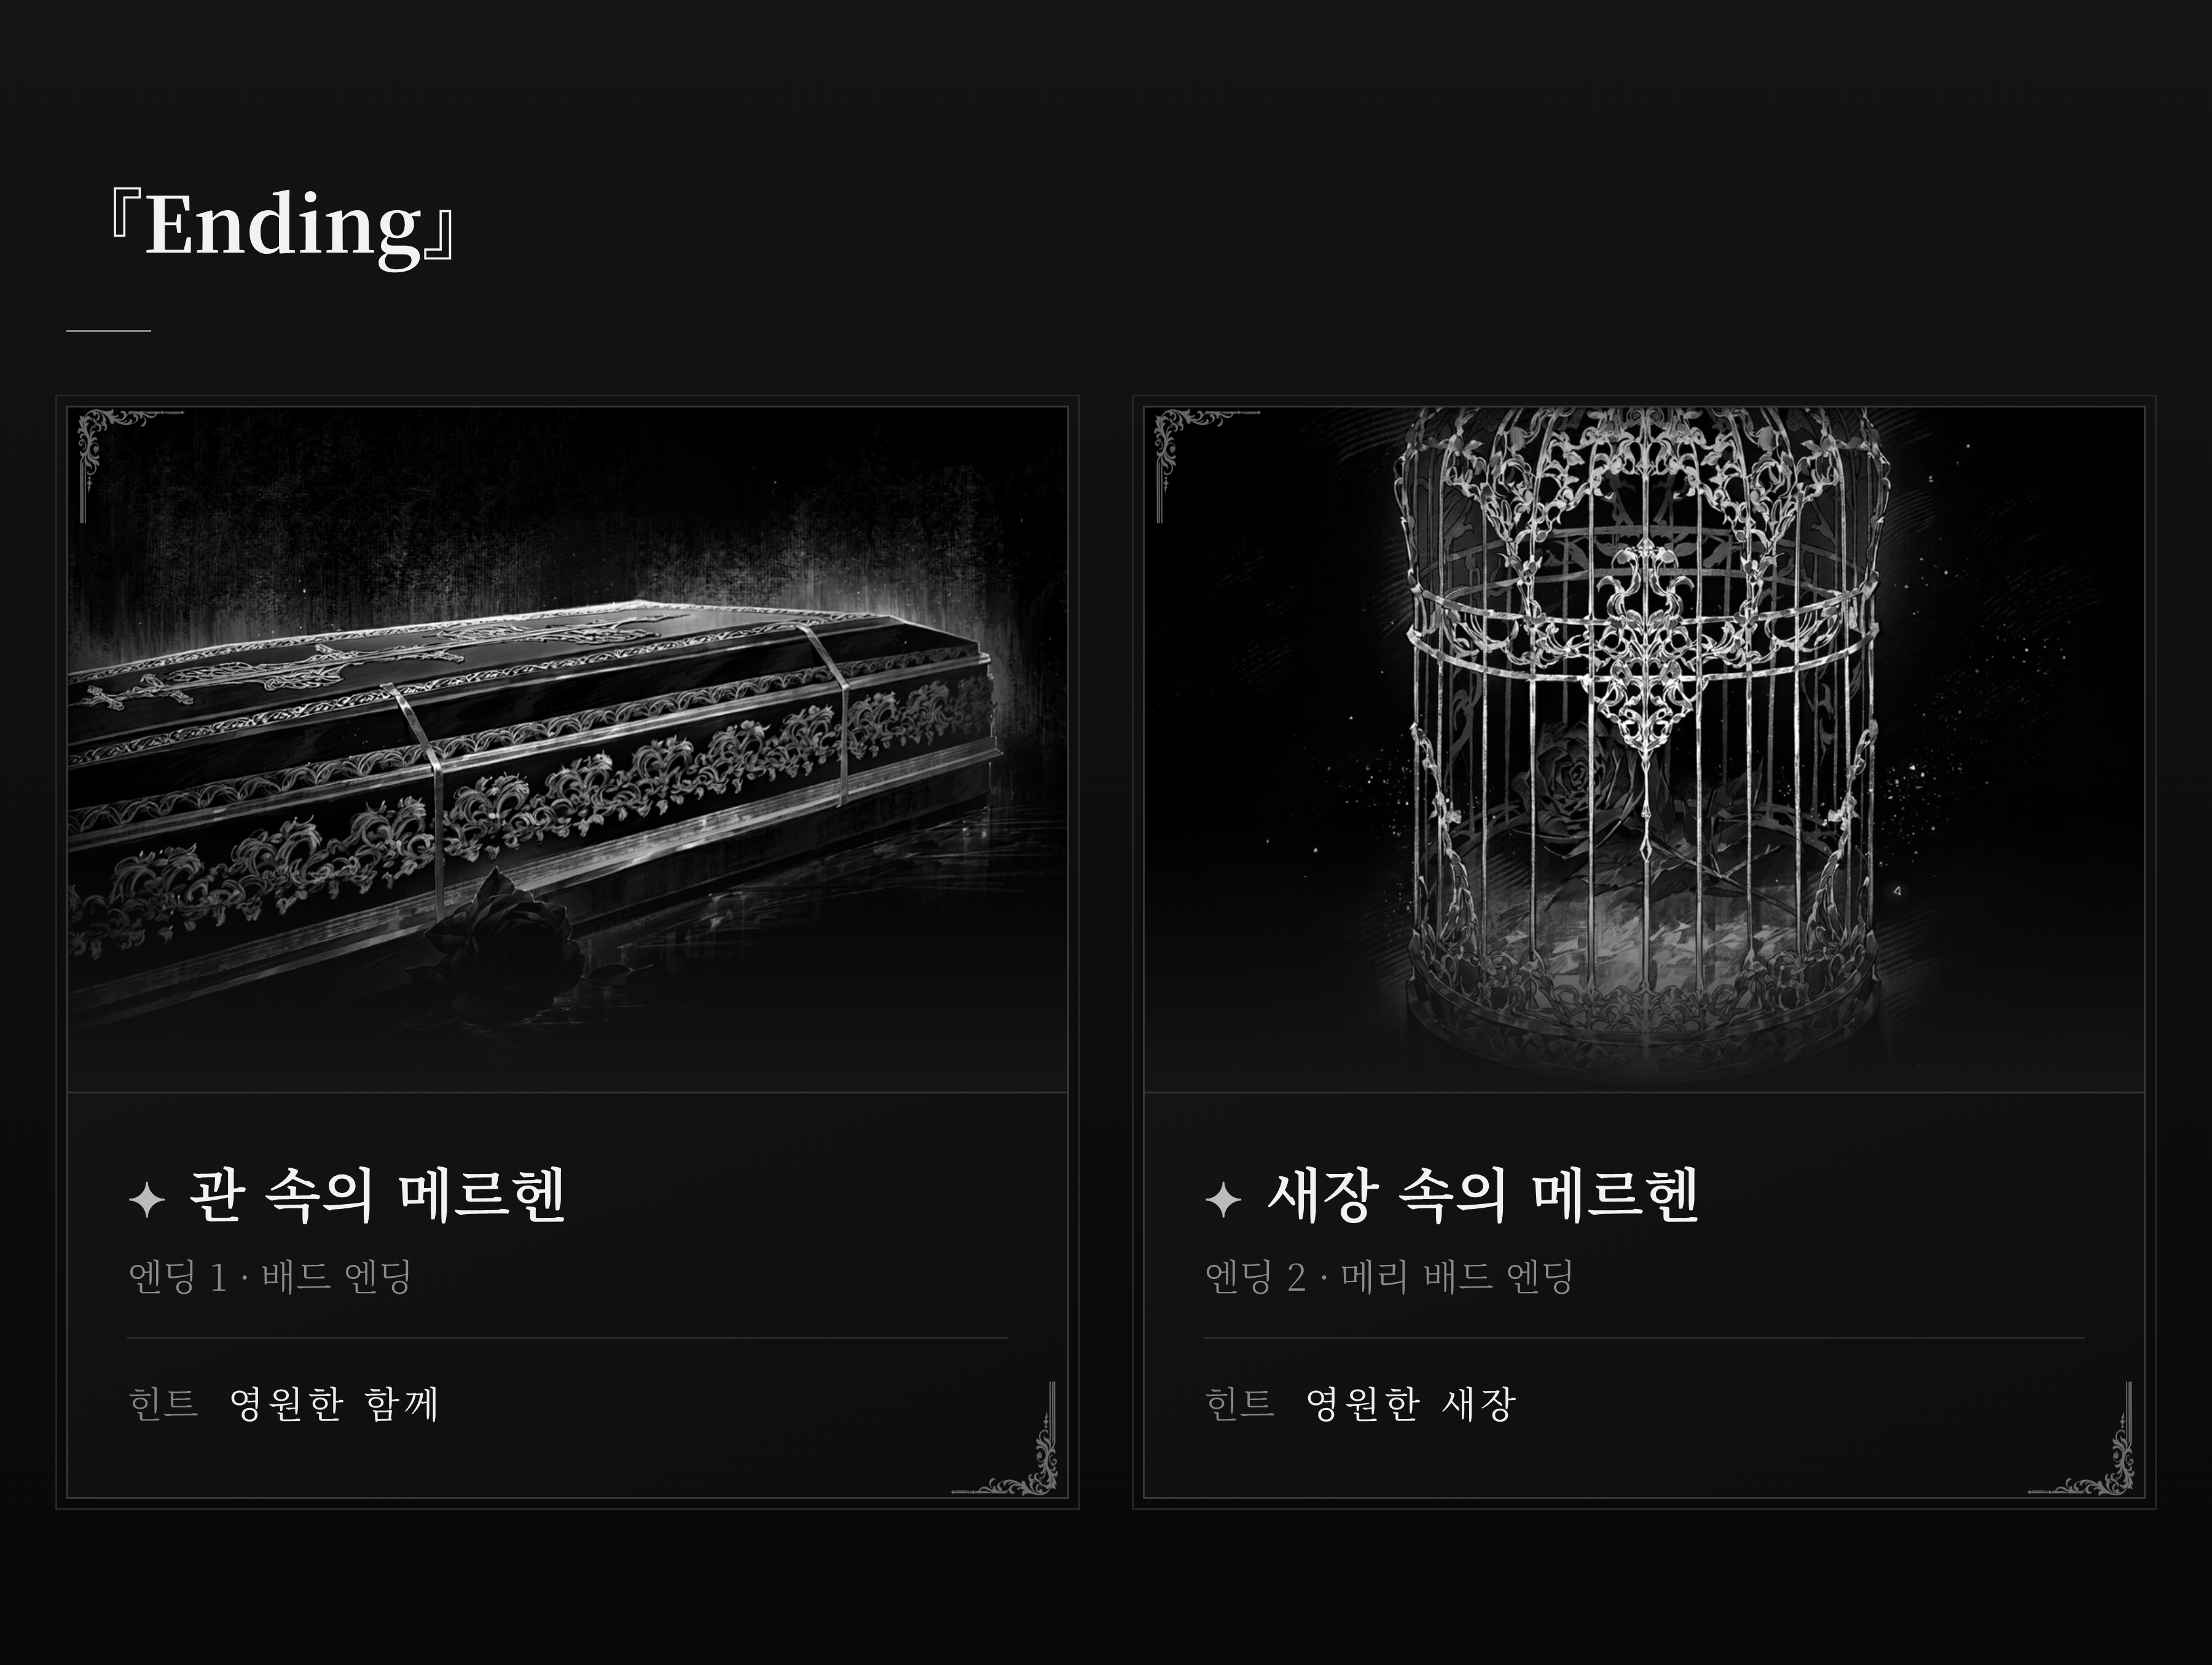 『Ending』
✦ 관 속의 메르헨
엔딩 1 · 배드 엔딩
힌트 영원한 함께
✦ 새장 속의 메르헨
엔딩 2 · 메리 배드 엔딩
힌트 영원한 새장